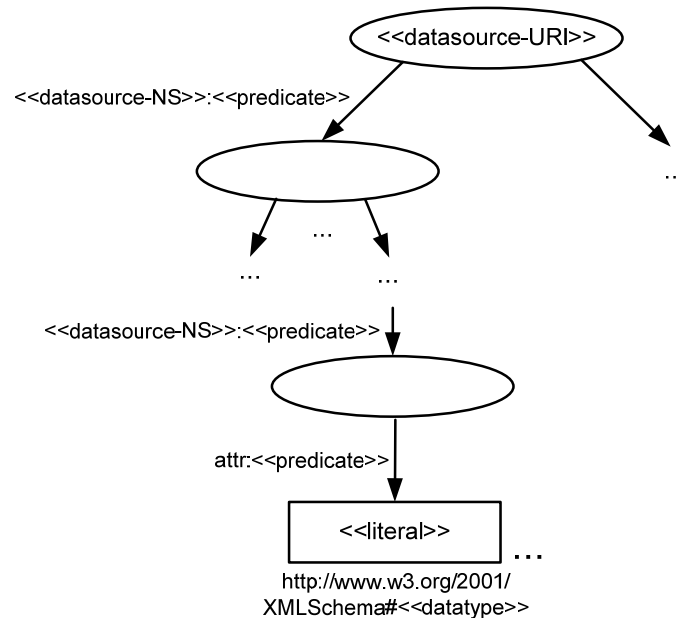 <<datasource-URI>>
<<datasource-NS>>:<<predicate>>
..
...
...
...
<<datasource-NS>>:<<predicate>>
attr:<<predicate>>
<<literal>>
...
http://www.w3.org/2001/
XMLSchema#<<datatype>>